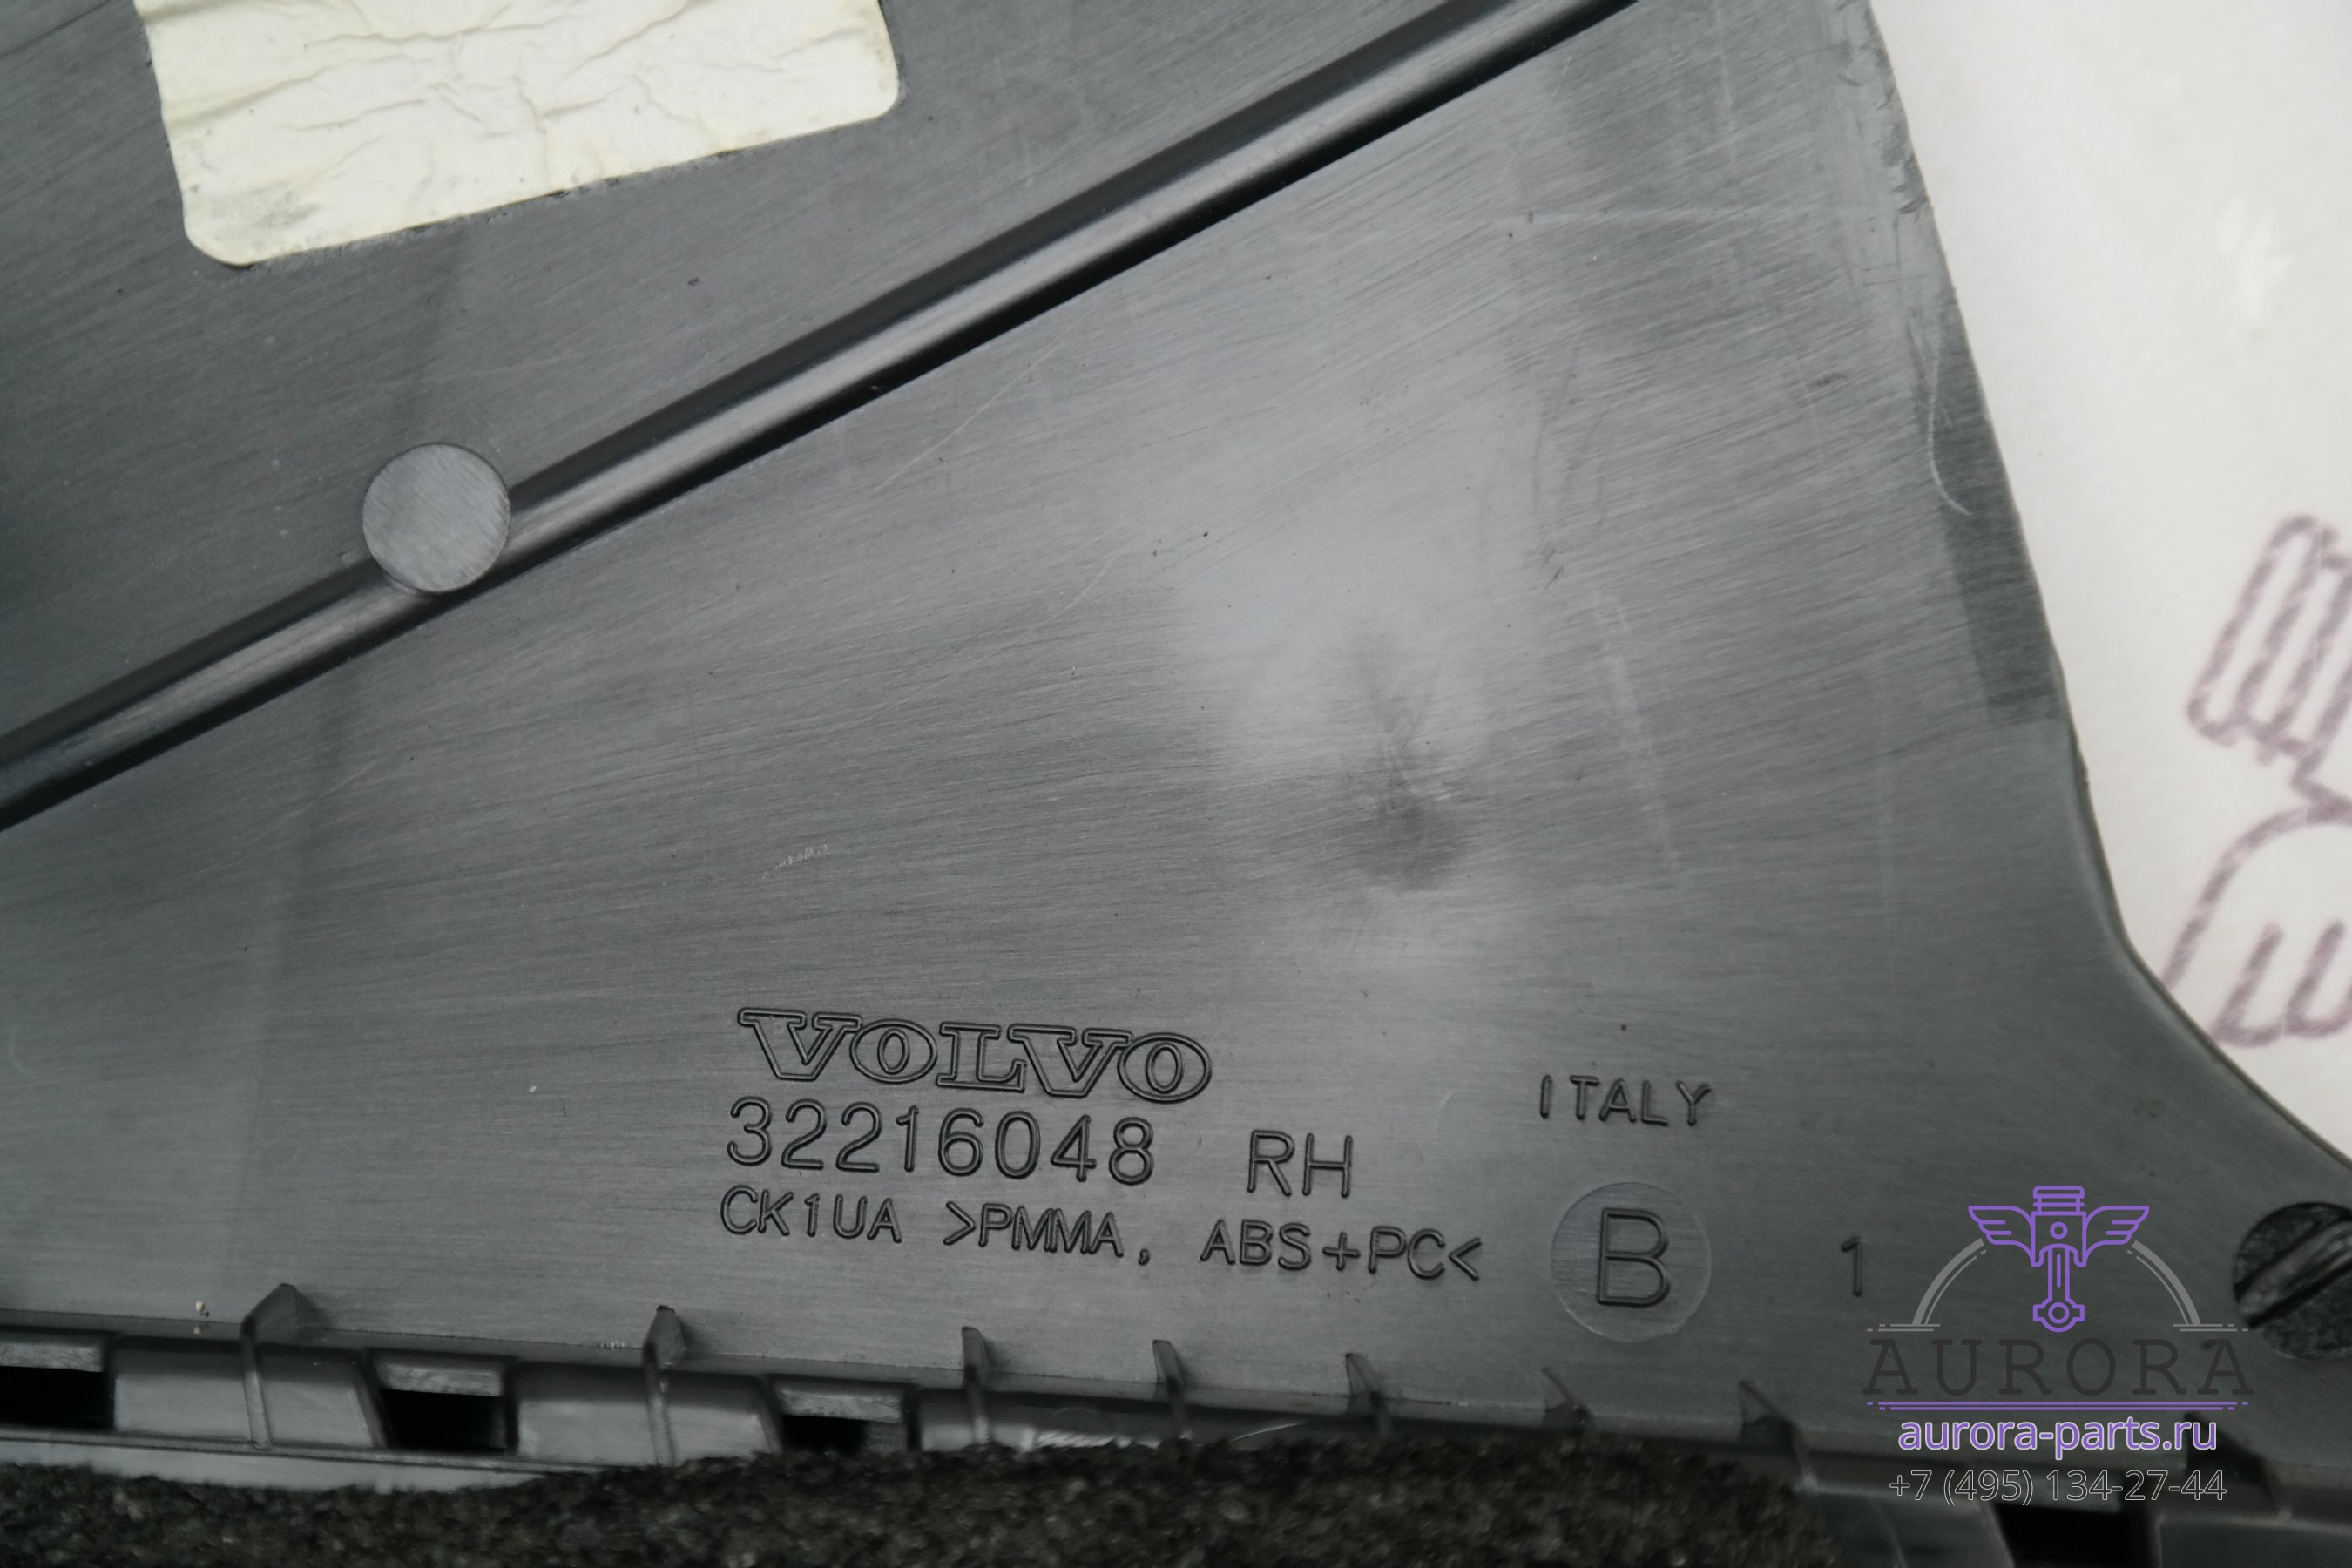 VOLVO
32216048 RH
ITALY
CK1UA >PMMA, ABS+PC<
B
1
AURORA
aurora-parts.ru
+7 (495) 134-27-44